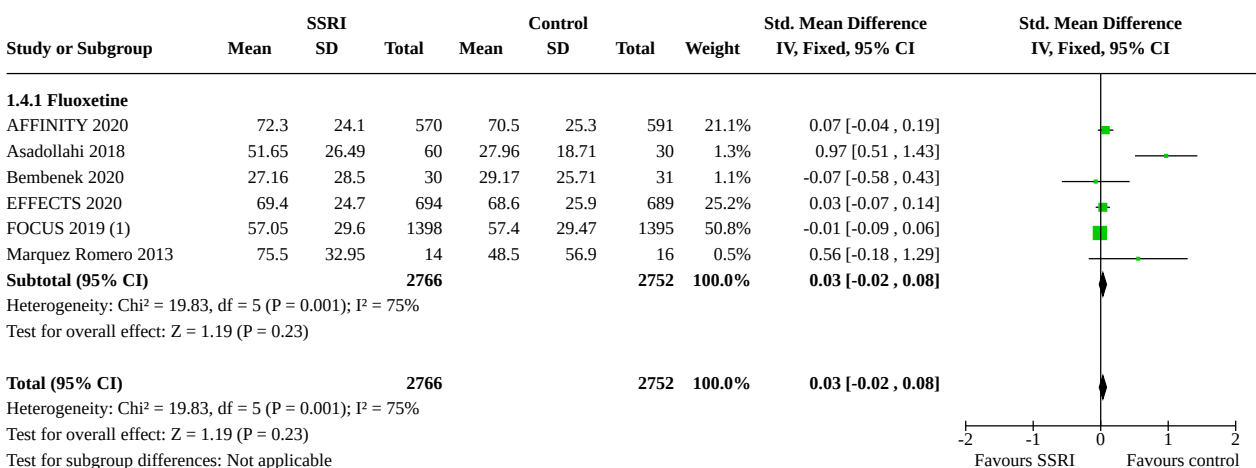 SSRI Control Std. Mean Difference Std. Mean Difference
Study or Subgroup Mean SD Total Mean SD Total Weight IV, Fixed, 95% CI IV, Fixed, 95% CI
1.4.1 Fluoxetine
AFFINITY 2020 72.3 24.1 570 70.5 25.3 591 21.1% 0.07 [-0.04 , 0.19]
Asadollahi 2018 51.65 26.49 60 27.96 18.71 30 1.3% 0.97 [0.51 , 1.43]
Bembenek 2020 27.16 28.5 30 29.17 25.71 31 1.1% -0.07 [-0.58 , 0.43]
EFFECTS 2020 69.4 24.7 694 68.6 25.9 689 25.2% 0.03 [-0.07 , 0.14]
FOCUS 2019 (1) 57.05 29.6 1398 57.4 29.47 1395 50.8% -0.01 [-0.09 , 0.06]
Marquez Romero 2013 75.5 32.95 14 48.5 56.9 16 0.5% 0.56 [-0.18 , 1.29]
Subtotal (95% CI) 2766 2752 100.0% 0.03 [-0.02 , 0.08]
Heterogeneity: Chi² = 19.83, df = 5 (P = 0.001); I² = 75%
Test for overall effect: Z = 1.19 (P = 0.23)
Total (95% CI) 2766 2752 100.0% 0.03 [-0.02 , 0.08]
Heterogeneity: Chi² = 19.83, df = 5 (P = 0.001); I² = 75%
Test for overall effect: Z = 1.19 (P = 0.23)
-2 -1 0 1 2
Test for subgroup differences: Not applicable Favours SSRI Favours control